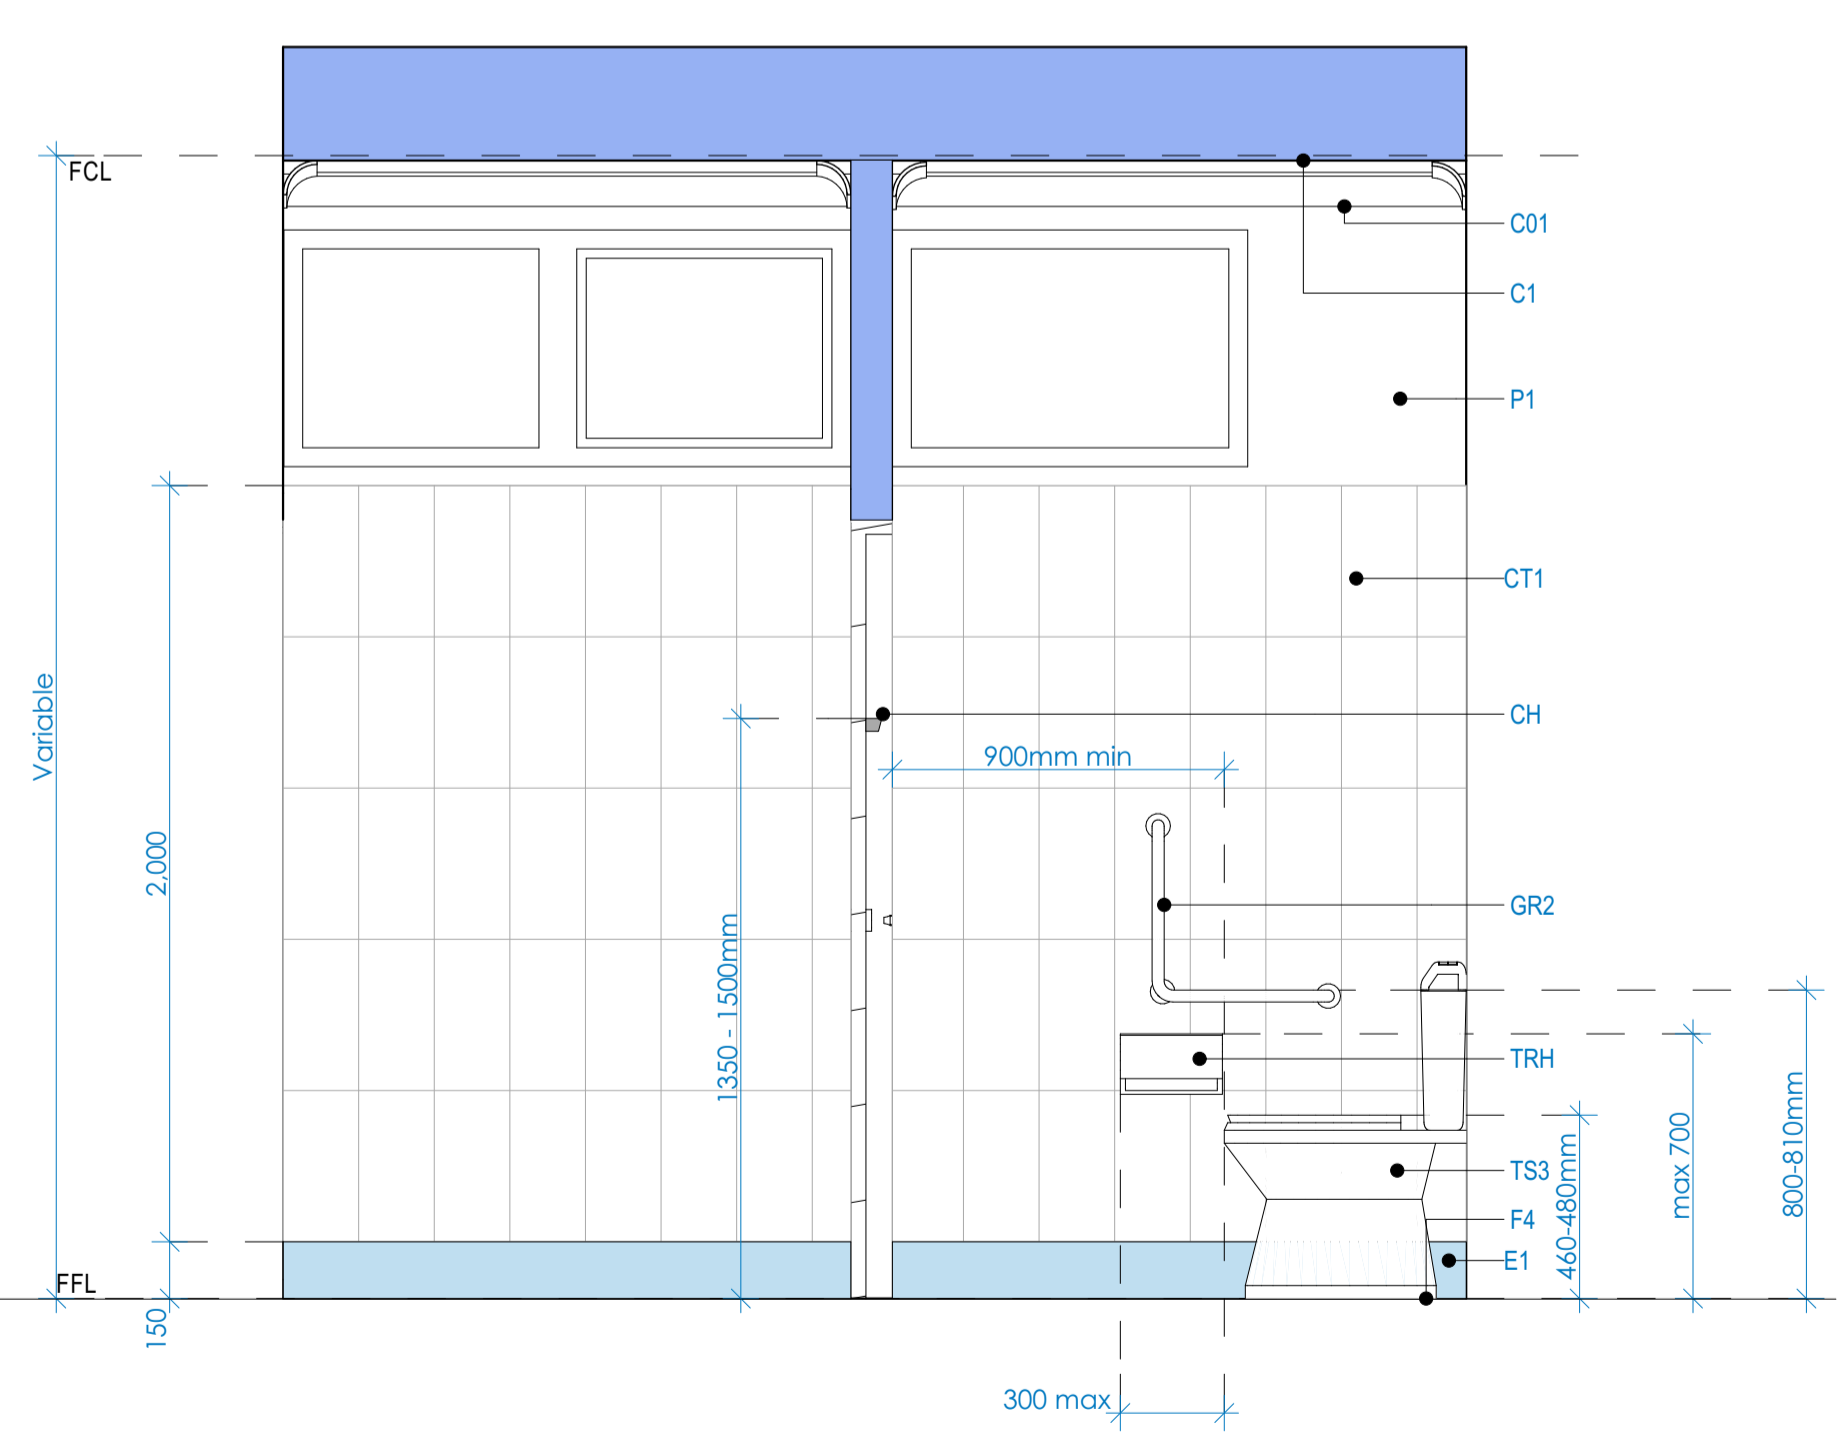 FCL
C01
C1
P1
CT1
Variable
CH
900mm min
2,000
GR2
1350 - 1500mm
TRH
800-810mm
max 700
460-480mm
TS3
F4
E1
FFL
150
300 max